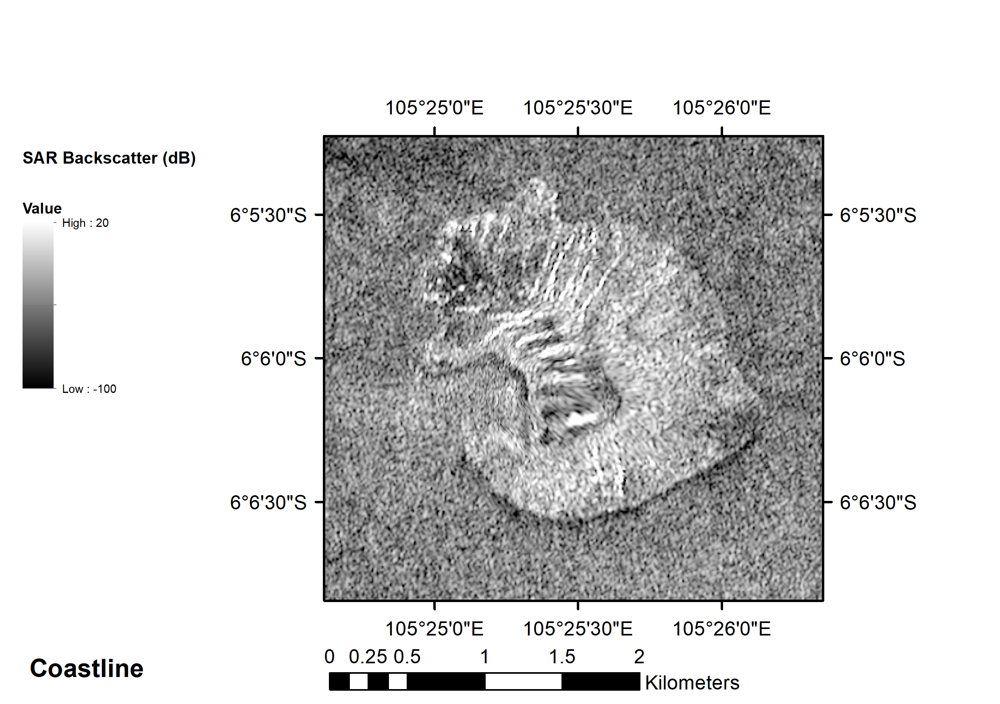 105°25'0"E 105°25'30"E 105°26'0"E
SAR Backscatter (dB)
Value
High : 20
Low : -100
6°5'30"S 6°5'30"S
6°6'0"S 6°6'0"S
6°6'30"S 6°6'30"S
105°25'0"E 105°25'30"E 105°26'0"E
0 0.25 0.5 1 1.5 2
Kilometers
Coastline